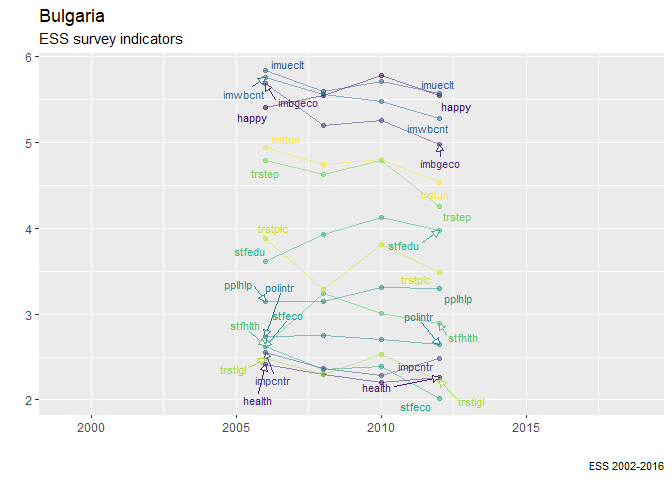 Bulgaria
ESS survey indicators
6
imueclt
imueclt
imwbcnt
imbgeco
happy
happy
imwbcnt
5
trstun
imbgeco
trstep
trstun
trstep
4
trstplc
stfedu
stfedu
trstplc
pplhlp
polintr
pplhlp
3
stfeco
polintr
stfhlth
stfhlth
trstlgl
impcntr
impcntr
health
health
trstlgl
stfeco
2
2000
2005
2010
2015
ESS 2002-2016